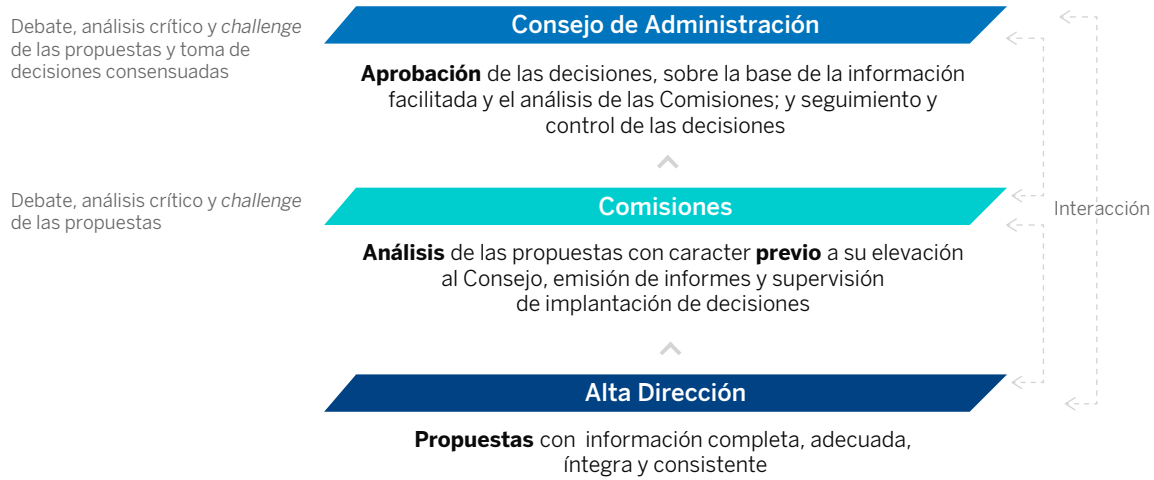 Debate, análisis crítico y challenge
de las propuestas y toma de
decisiones consensuadas
Consejo de Administración
Aprobación de las decisiones, sobre la base de la información
facilitada y el análisis de las Comisiones; y seguimiento y
control de las decisiones
Debate, análisis crítico y challenge
de las propuestas
Comisiones
Interacción
Análisis de las propuestas con caracter previo a su elevación
al Consejo, emisión de informes y supervisión
de implantación de decisiones
Alta Dirección
Propuestas con información completa, adecuada,
íntegra y consistente